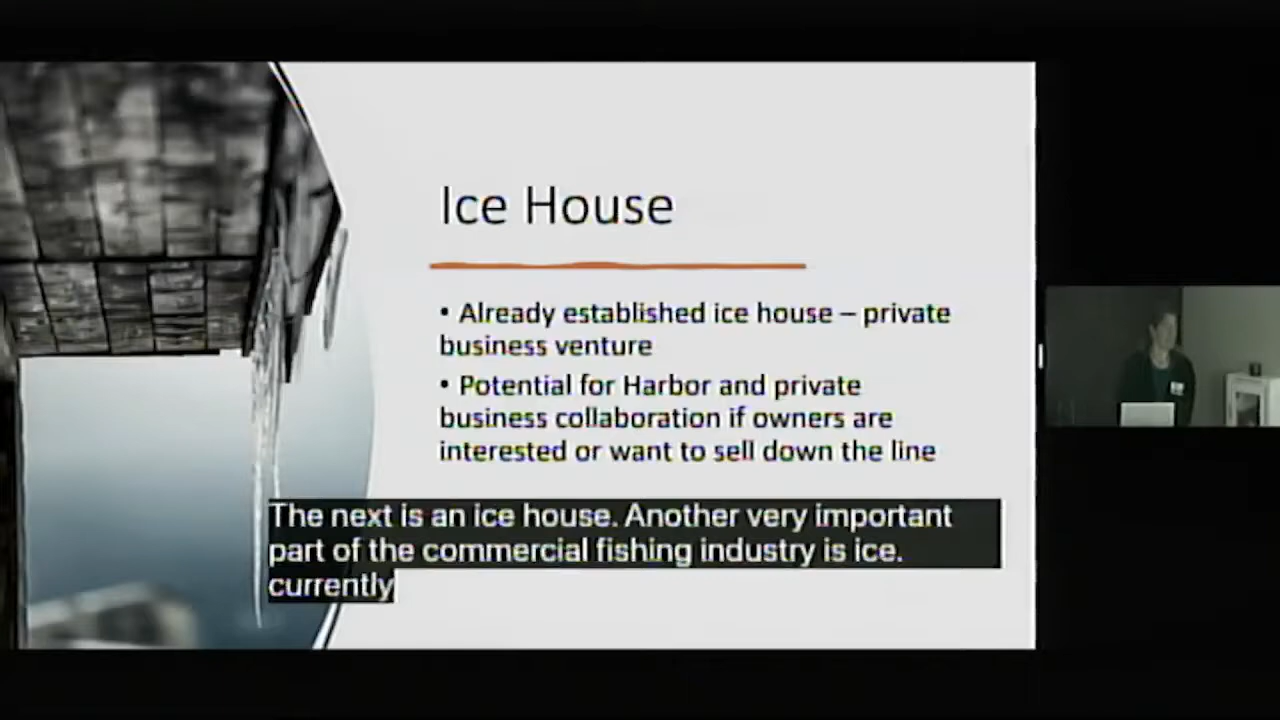 Ice House
• Already established ice house – private
business venture
• Potential for Harbor and private
business collaboration if owners are
interested or want to sell down the line
The next is an ice house. Another very important
part of the commercial fishing industry is ice.
currently